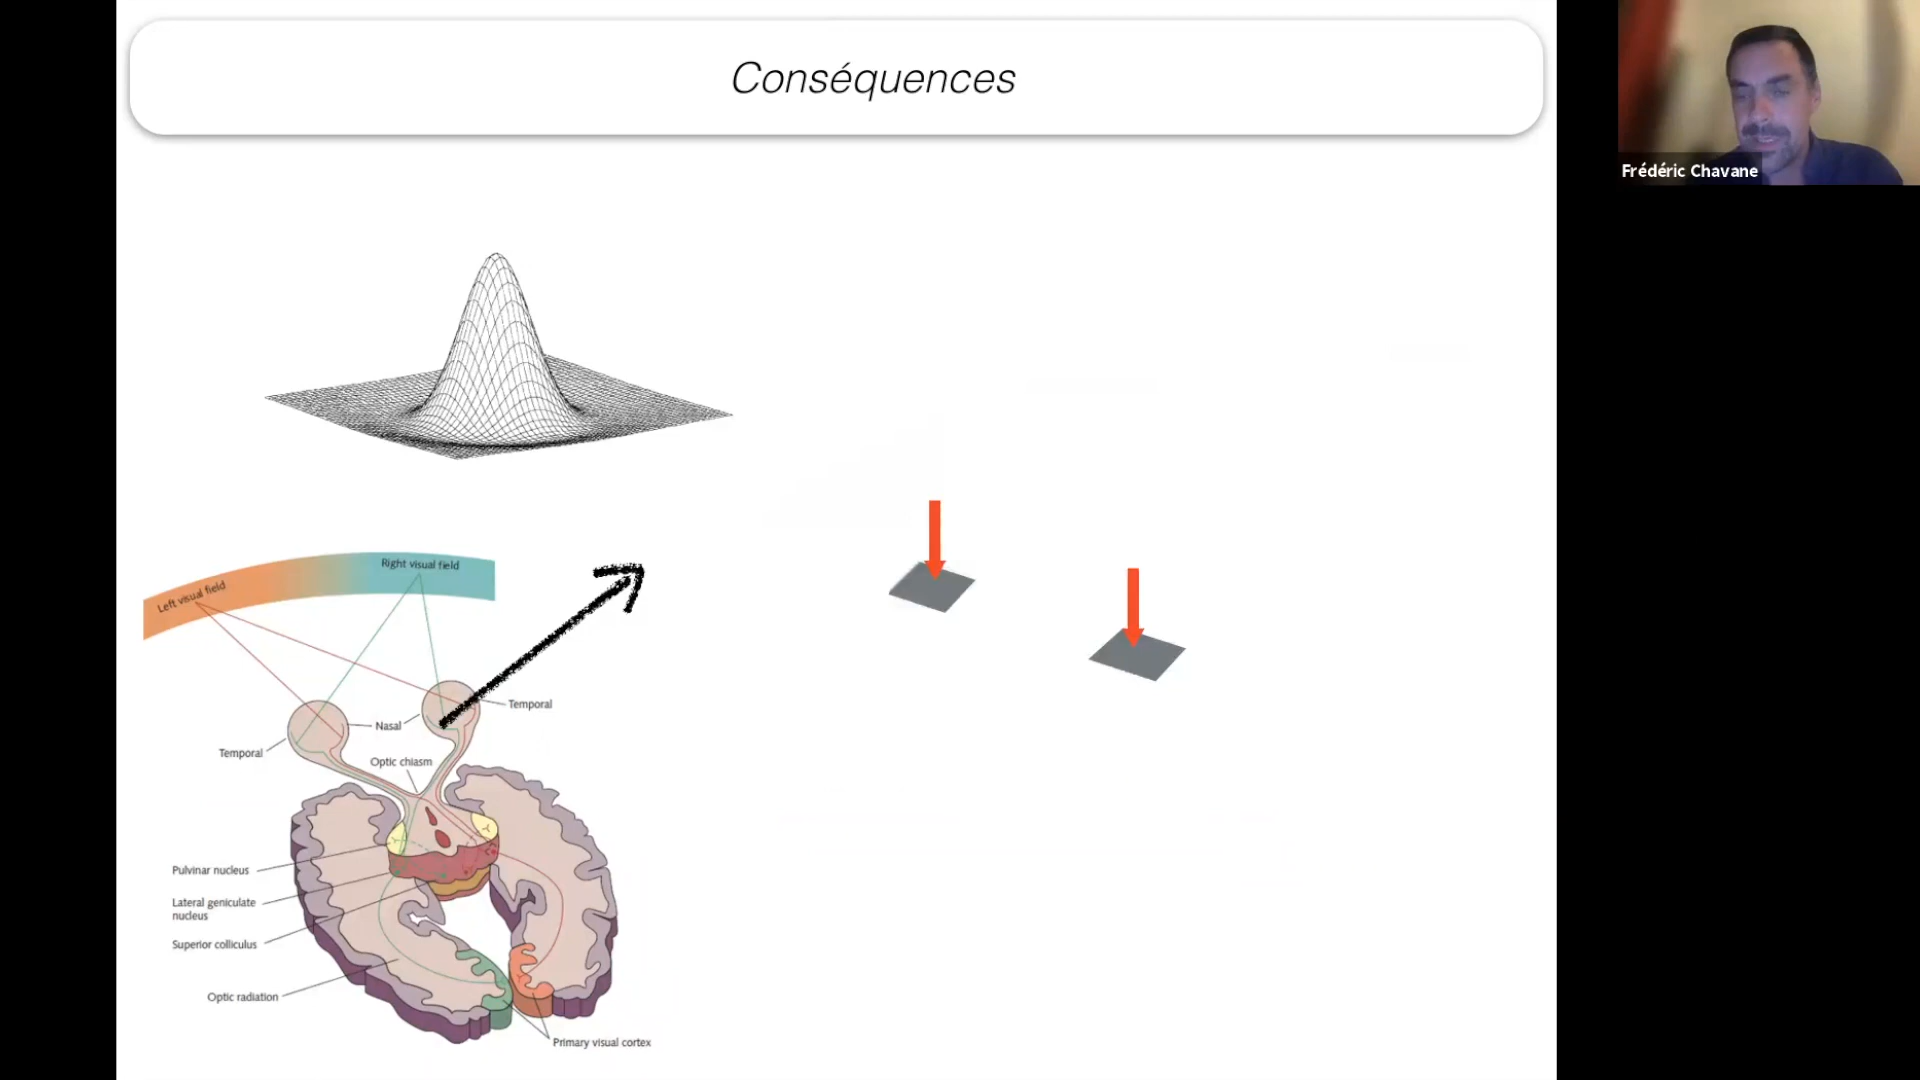 Conséquences
Frédéric Chavane
Right visual field
Left visual field
Temporal
Nasal
Temporal
Optic chiasm
Pulvinar nucleus
Lateral geniculate
nucleus
Superior colliculus
Optic radiation
Primary visual cortex